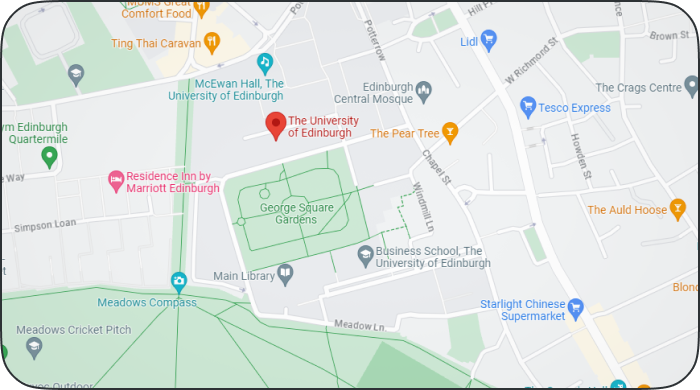 MUMS Great
Comfort Food
Ting Thai Caravan
McEwan Hall, The
University of Edinburgh
Potterrow
Hill
Lidl
W Richmond St
Brown St
Edinburgh
Central Mosque
The Crags Centre
Tesco Express
The University
of Edinburgh
The Pear Tree
ym Edinburgh
Quartermile
e Way
Residence Inn by
Marriott Edinburgh
Chapel St
Howden St
Windmill Ln
George Square
Gardens
The Auld Hoose
Simpson Loan
Business School, The
University of Edinburgh
Main Library
Meadows Compass
Starlight Chinese
Supermarket
Blond
Meadow Ln.
Meadows Cricket Pitch
Outdoor